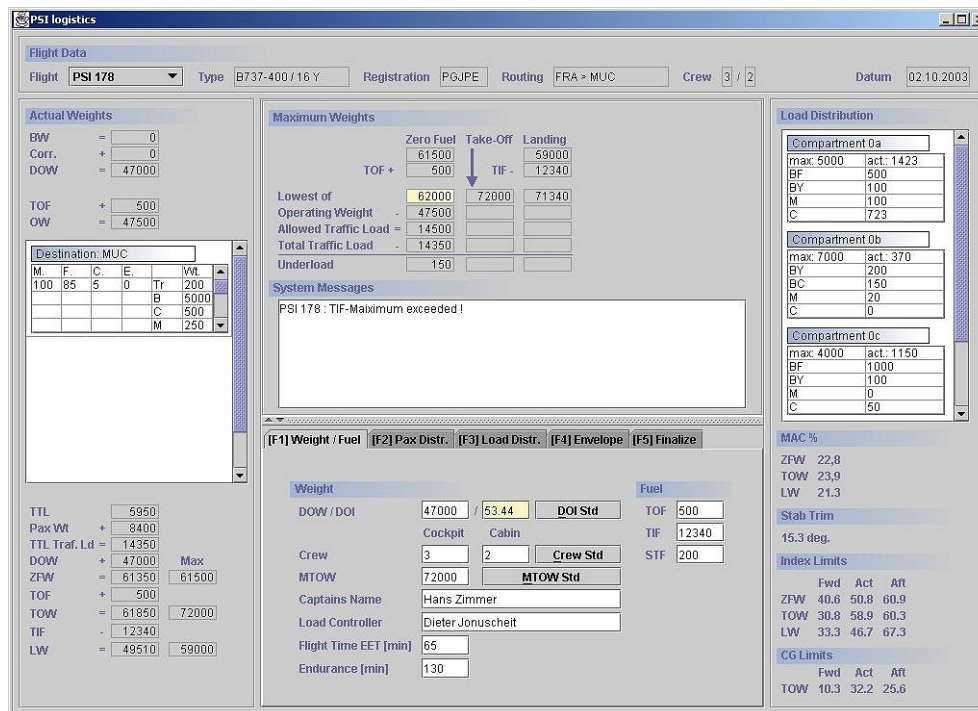 PSI logistics
Flight Data
Flight PSI 178 Type B737-400 / 16 Y Registration PGJPE Routing FRA > MUC Crew 3 / 2 Datum 02.10.2003
Actual Weights
BW = 0
Corr. + 0
DOW = 47000
TOF + 500
OW = 47500
Destination: MUC
M. F. C. E. Wt.
100 85 5 0 Tr 200
B 5000
C 500
M 250
TTL 5950
Pax Wt + 8400
TTL Traf. Ld = 14350
DOW + 47000 Max
ZFW = 61350 61500
TOF + 500
TOW = 61850 72000
TIF - 12340
LW = 49510 59000
Maximum Weights
Zero Fuel Take-Off Landing
61500 59000
TOF + 500 TIF - 12340
Lowest of 62000 72000 71340
Operating Weight - 47500
Allowed Traffic Load = 14500
Total Traffic Load - 14350
Underload 150
System Messages
PSI 178 : TIF-Maiximum exceeded !
[F1] Weight / Fuel [F2] Pax Distr. [F3] Load Distr. [F4] Envelope [F5] Finalize
Weight
DOW / DOI 47000 / 53.44 DOI Std
Cockpit Cabin
Crew 3 2 Crew Std
MTOW 72000 MTOW Std
Captains Name Hans Zimmer
Load Controller Dieter Jonuscheit
Flight Time EET [min] 65
Endurance [min] 130
Fuel
TOF 500
TIF 12340
STF 200
Load Distribution
Compartment 0a
max: 5000 act.: 1423
BF 500
BY 100
M 100
C 723
Compartment 0b
max: 7000 act.: 370
BY 200
BC 150
M 20
C 0
Compartment 0c
max: 4000 act.: 1150
BF 1000
BY 100
M 0
C 50
MAC %
ZFW 22,8
TOW 23,9
LW 21.3
Stab Trim
15.3 deg.
Index Limits
Fwd Act Aft
ZFW 40.6 50.8 60.9
TOW 30.8 58.9 60.3
LW 33.3 46.7 67.3
CG Limits
Fwd Act Aft
TOW 10.3 32.2 25.6